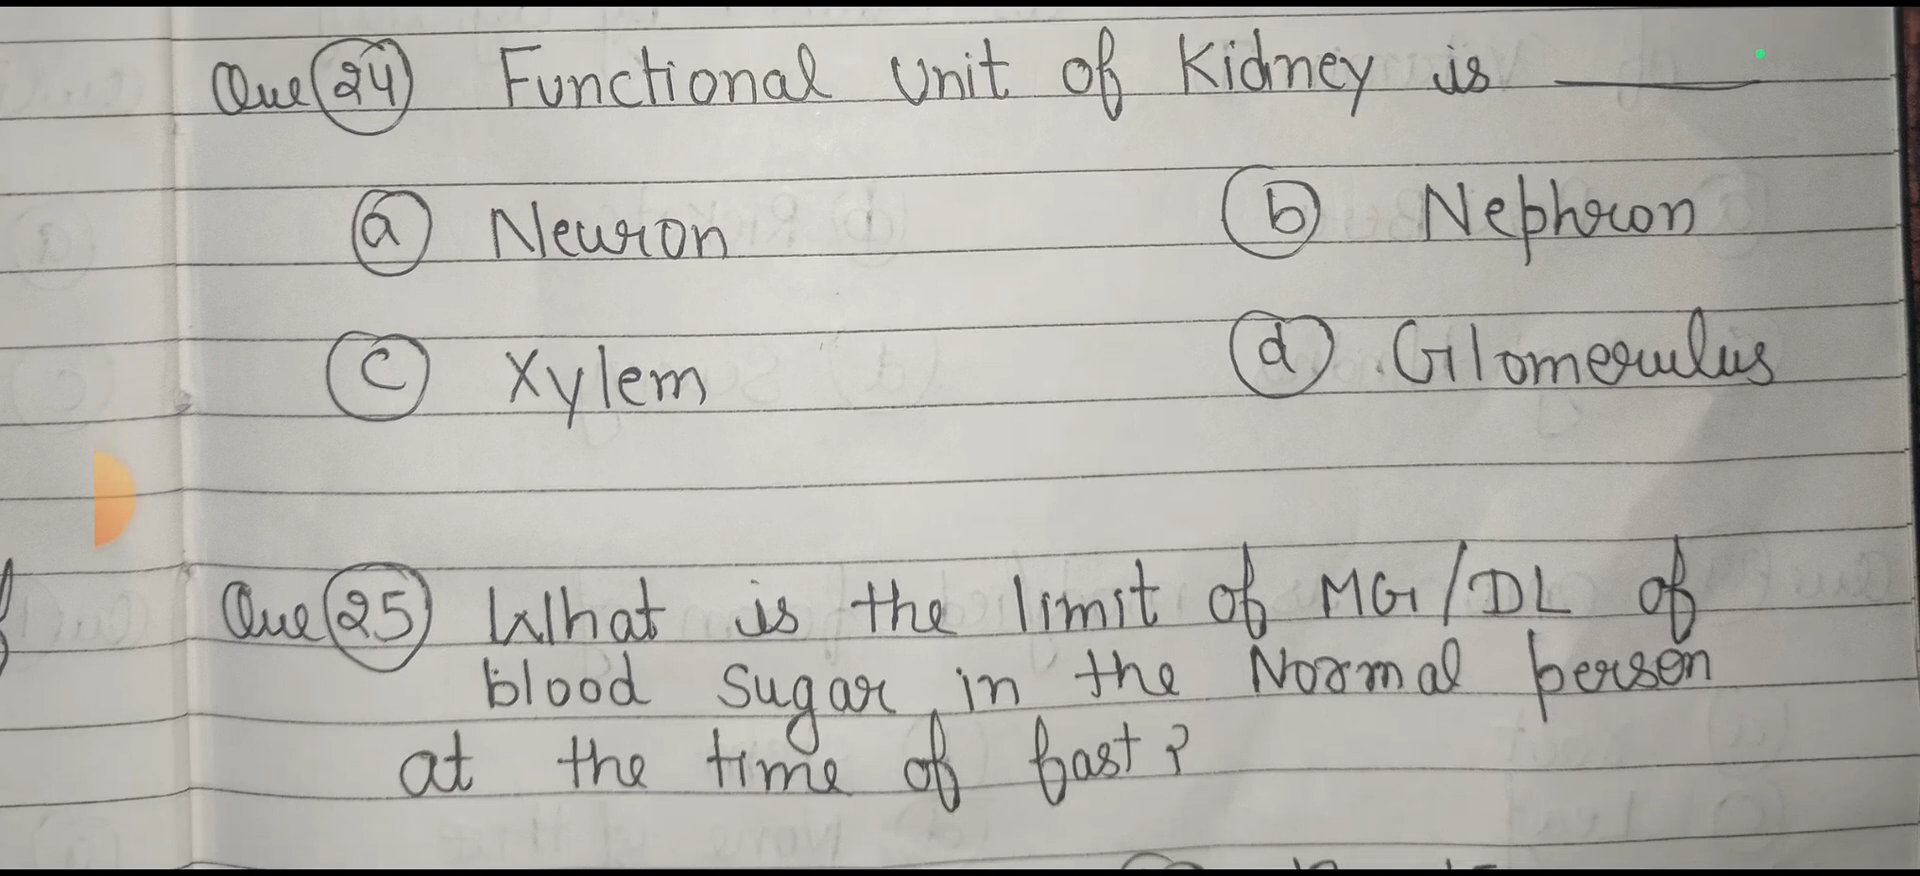 Que 24 Functional Unit of Kidney is ______
a Neuron b Nephron
c Xylem d Glomerulus
Que 25 What is the limit of MG/DL of
blood sugar in the Normal person
at the time of fast?